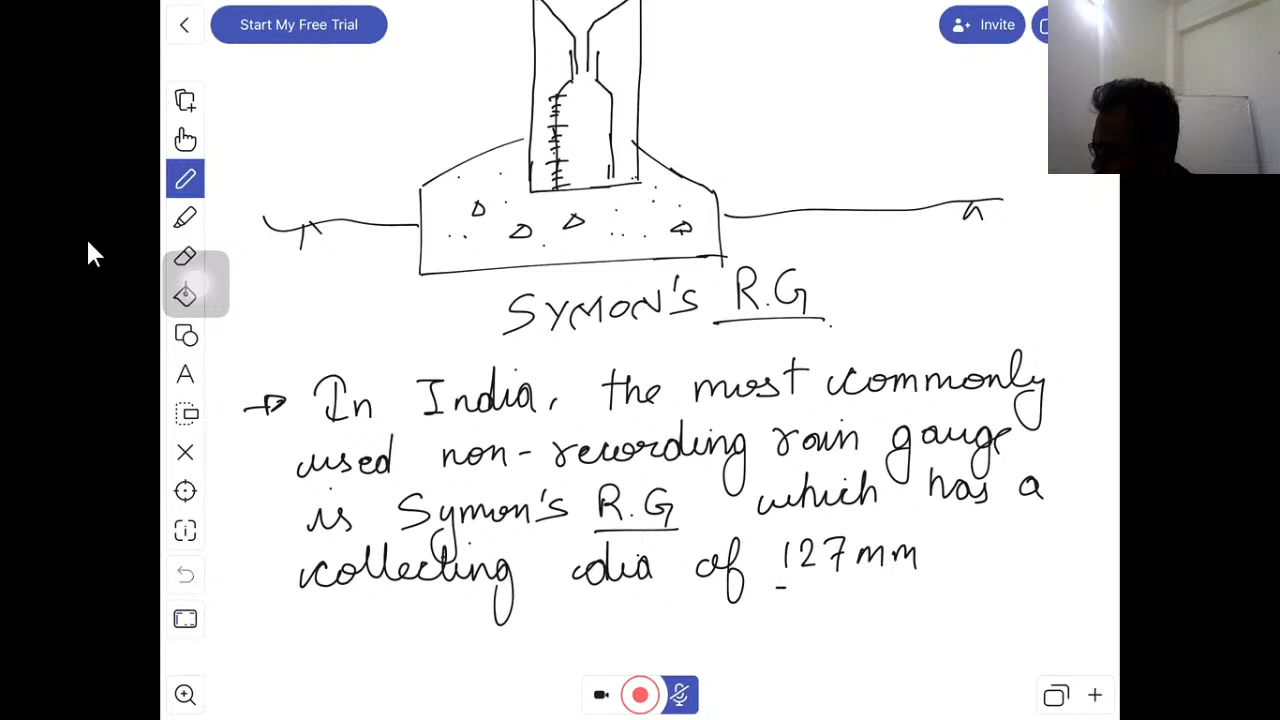 Start My Free Trial
Invite
SYMON'S R.G
→ In India, the most commonly
used non-recording rain gauge
is Symon's R.G which has a
collecting dia of 127mm